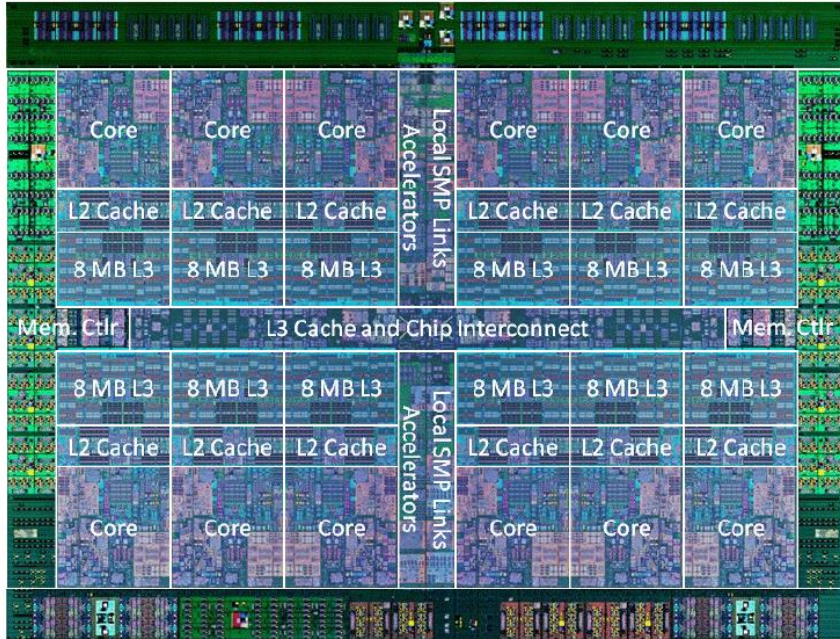 Core Core Core Core Core Core
Accelerators
Local SMP Links
L2 Cache L2 Cache L2 Cache L2 Cache L2 Cache L2 Cache
8 MB L3 8 MB L3 8 MB L3 8 MB L3 8 MB L3 8 MB L3
Mem. Ctlr L3 Cache and Chip Interconnect Mem. Ctlr
8 MB L3 8 MB L3 8 MB L3 8 MB L3 8 MB L3 8 MB L3
Accelerators
Local SMP Links
L2 Cache L2 Cache L2 Cache L2 Cache L2 Cache L2 Cache
Core Core Core Core Core Core